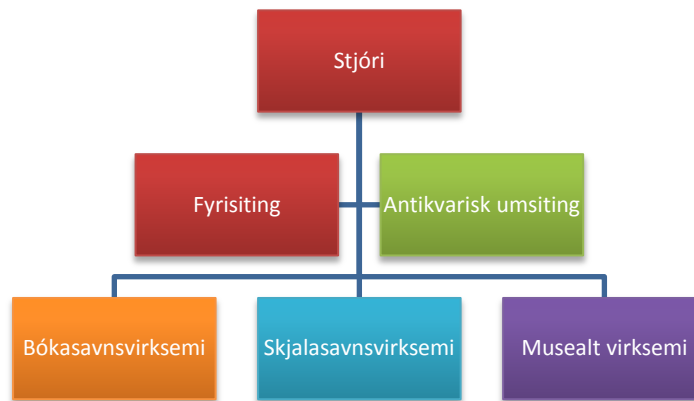 Stjóri
Fyrisiting
Antikvarisk umsiting
Bókasavnsvirksemi
Skjalasavnsvirksemi
Musealt virksemi